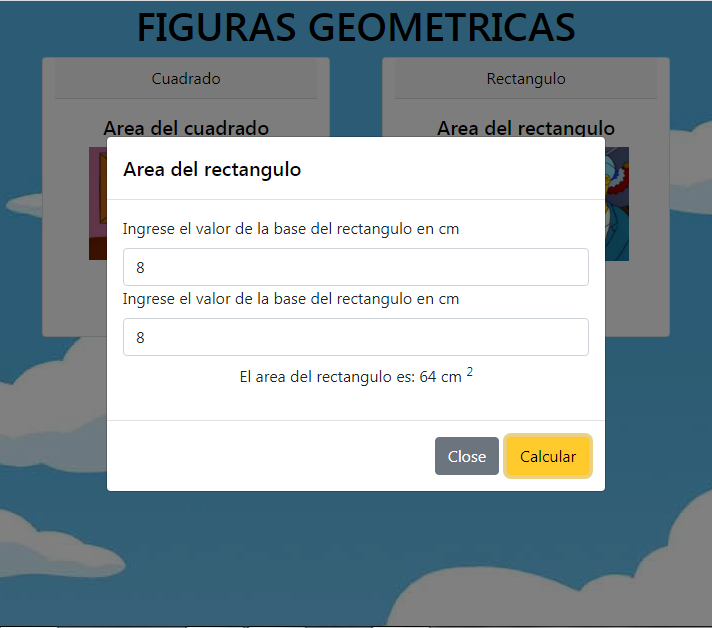 FIGURAS GEOMETRICAS
Cuadrado
Rectangulo
Area del cuadrado
Area del rectangulo
Area del rectangulo
Ingrese el valor de la base del rectangulo en cm
8
Ingrese el valor de la base del rectangulo en cm
8
El area del rectangulo es: 64 cm ²
Close
Calcular